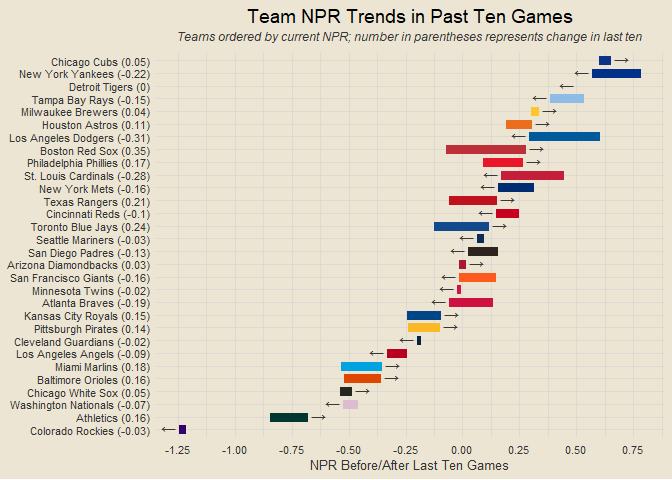 Team NPR Trends in Past Ten Games
Teams ordered by current NPR; number in parentheses represents change in last ten
Chicago Cubs (0.05)
New York Yankees (-0.22)
Detroit Tigers (0)
Tampa Bay Rays (-0.15)
Milwaukee Brewers (0.04)
Houston Astros (0.11)
Los Angeles Dodgers (-0.31)
Boston Red Sox (0.35)
Philadelphia Phillies (0.17)
St. Louis Cardinals (-0.28)
New York Mets (-0.16)
Texas Rangers (0.21)
Cincinnati Reds (-0.1)
Toronto Blue Jays (0.24)
Seattle Mariners (-0.03)
San Diego Padres (-0.13)
Arizona Diamondbacks (0.03)
San Francisco Giants (-0.16)
Minnesota Twins (-0.02)
Atlanta Braves (-0.19)
Kansas City Royals (0.15)
Pittsburgh Pirates (0.14)
Cleveland Guardians (-0.02)
Los Angeles Angels (-0.09)
Miami Marlins (0.18)
Baltimore Orioles (0.16)
Chicago White Sox (0.05)
Washington Nationals (-0.07)
Athletics (0.16)
Colorado Rockies (-0.03)
-1.25 -1.00 -0.75 -0.50 -0.25 0.00 0.25 0.50 0.75
NPR Before/After Last Ten Games